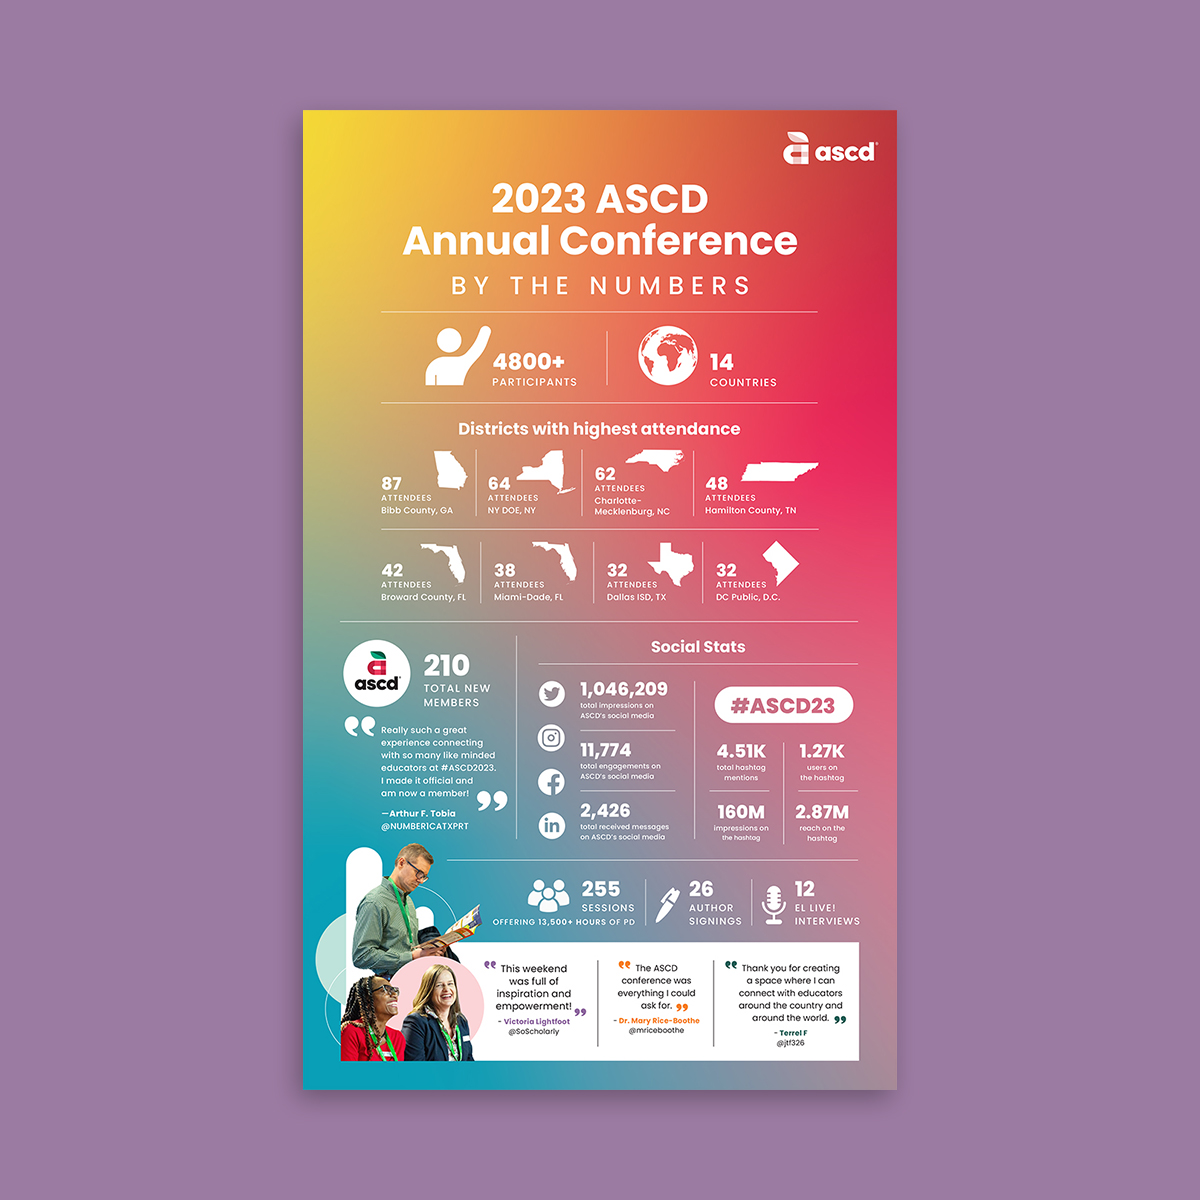 ascd
2023 ASCD
Annual Conference
BY THE NUMBERS
4800+
PARTICIPANTS
14
COUNTRIES
Districts with highest attendance
87
ATTENDEES
Bibb County, GA
64
ATTENDEES
NY DOE, NY
62
ATTENDEES
Charlotte-
Mecklenburg, NC
48
ATTENDEES
Hamilton County, TN
42
ATTENDEES
Broward County, FL
38
ATTENDEES
Miami-Dade, FL
32
ATTENDEES
Dallas ISD, TX
32
ATTENDEES
DC Public, D.C.
ascd
210
TOTAL NEW
MEMBERS
“Really such a great
experience connecting
with so many like minded
educators at #ASCD2023.
I made it official and
am now a member!”
—Arthur F. Tobia
@NUMBER1CATXPRT
Social Stats
1,046,209
total impressions on
ASCD's social media
11,774
total engagements on
ASCD's social media
2,426
total received messages
on ASCD's social media
in
#ASCD23
4.51K
total hashtag
mentions
1.27K
users on
the hashtag
160M
impressions on
the hashtag
2.87M
reach on the
hashtag
255
SESSIONS
OFFERING 13,500+ HOURS OF PD
26
AUTHOR
SIGNINGS
12
EL LIVE!
INTERVIEWS
“This weekend
was full of
inspiration and
empowerment!”
- Victoria Lightfoot
@SoScholarly
“The ASCD
conference was
everything I could
ask for.”
- Dr. Mary Rice-Boothe
@mriceboothe
“Thank you for creating
a space where I can
connect with educators
around the country and
around the world.”
- Terrel F
@jtf326